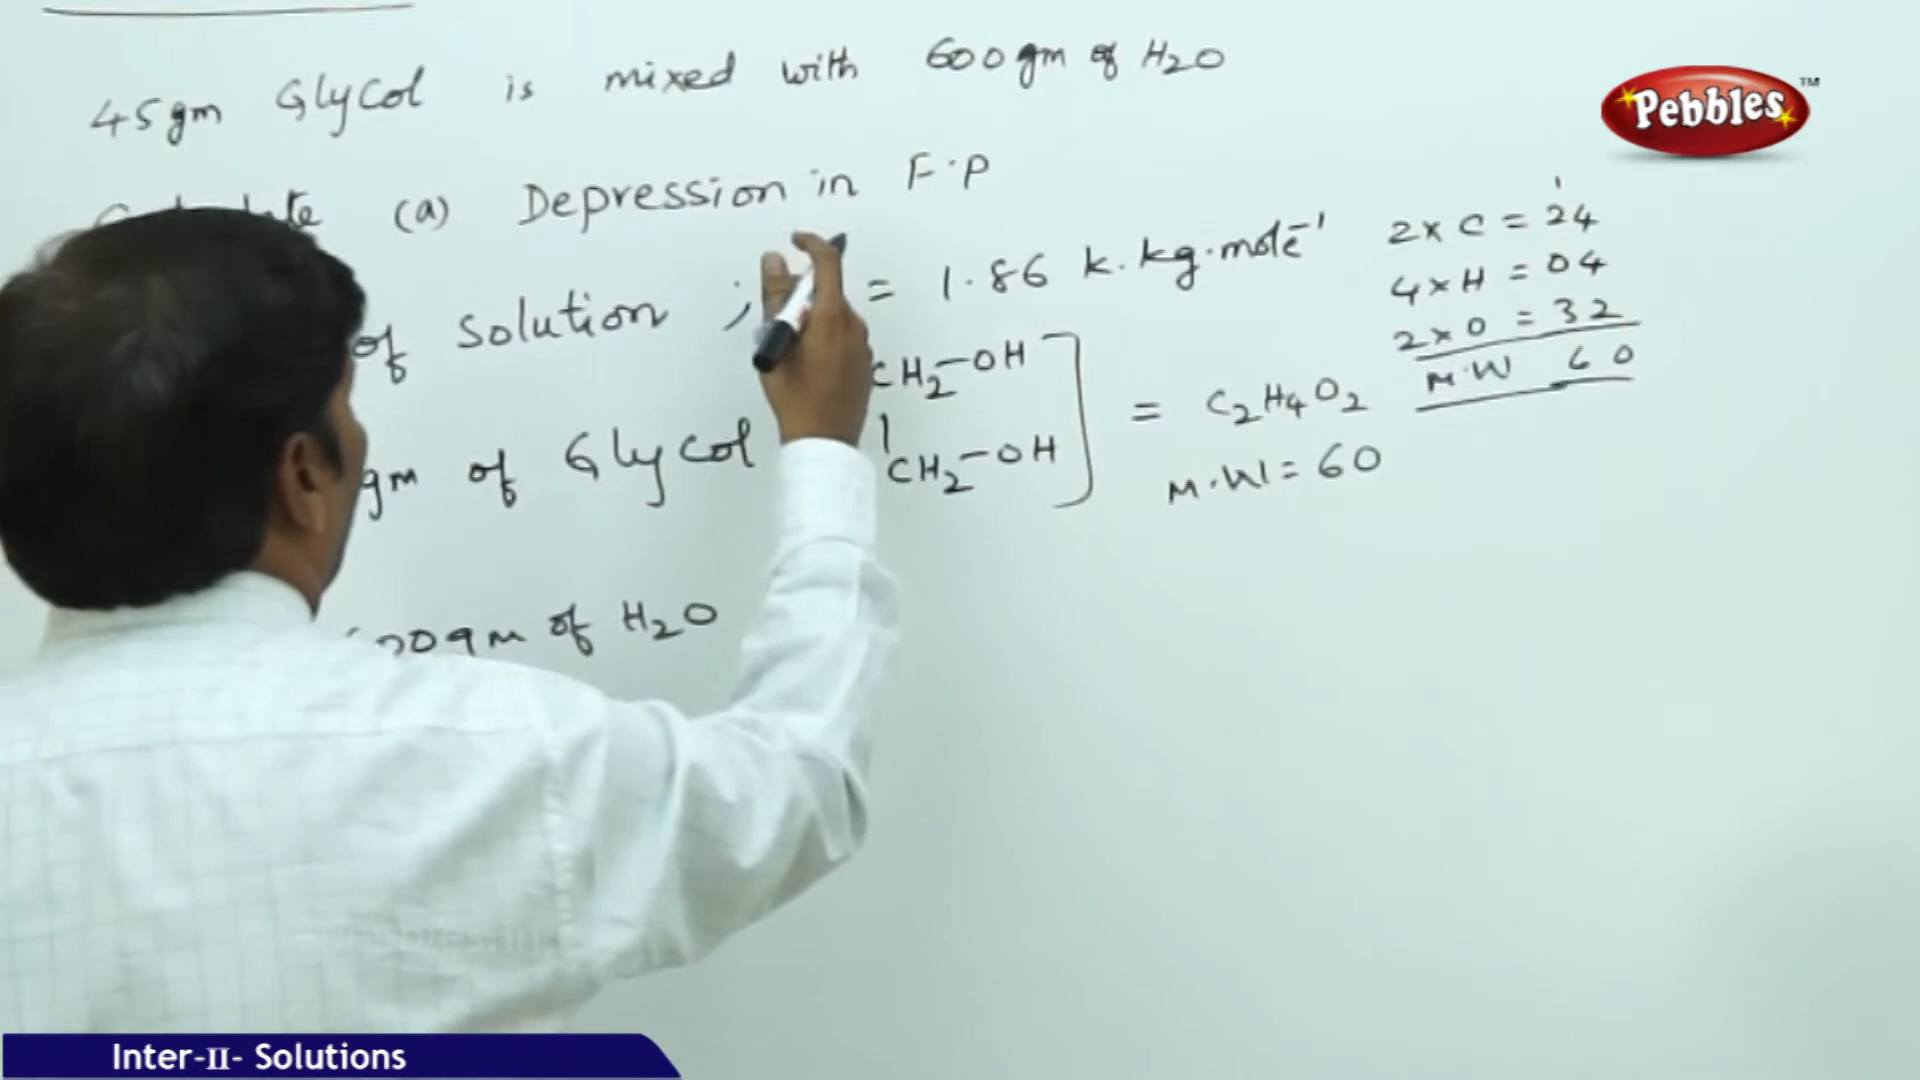 45gm Glycol is mixed with 600gm of H2O
(a) Depression in F.P
of solution ; = 1.86 k.kg.mole⁻¹
CH2-OH
gm of Glycol CH2-OH = C2H4O2
M.W = 60
of H2O
2 x C = 24
4 x H = 04
2 x O = 32
M.W 60
Pebbles ™
Inter-II- Solutions